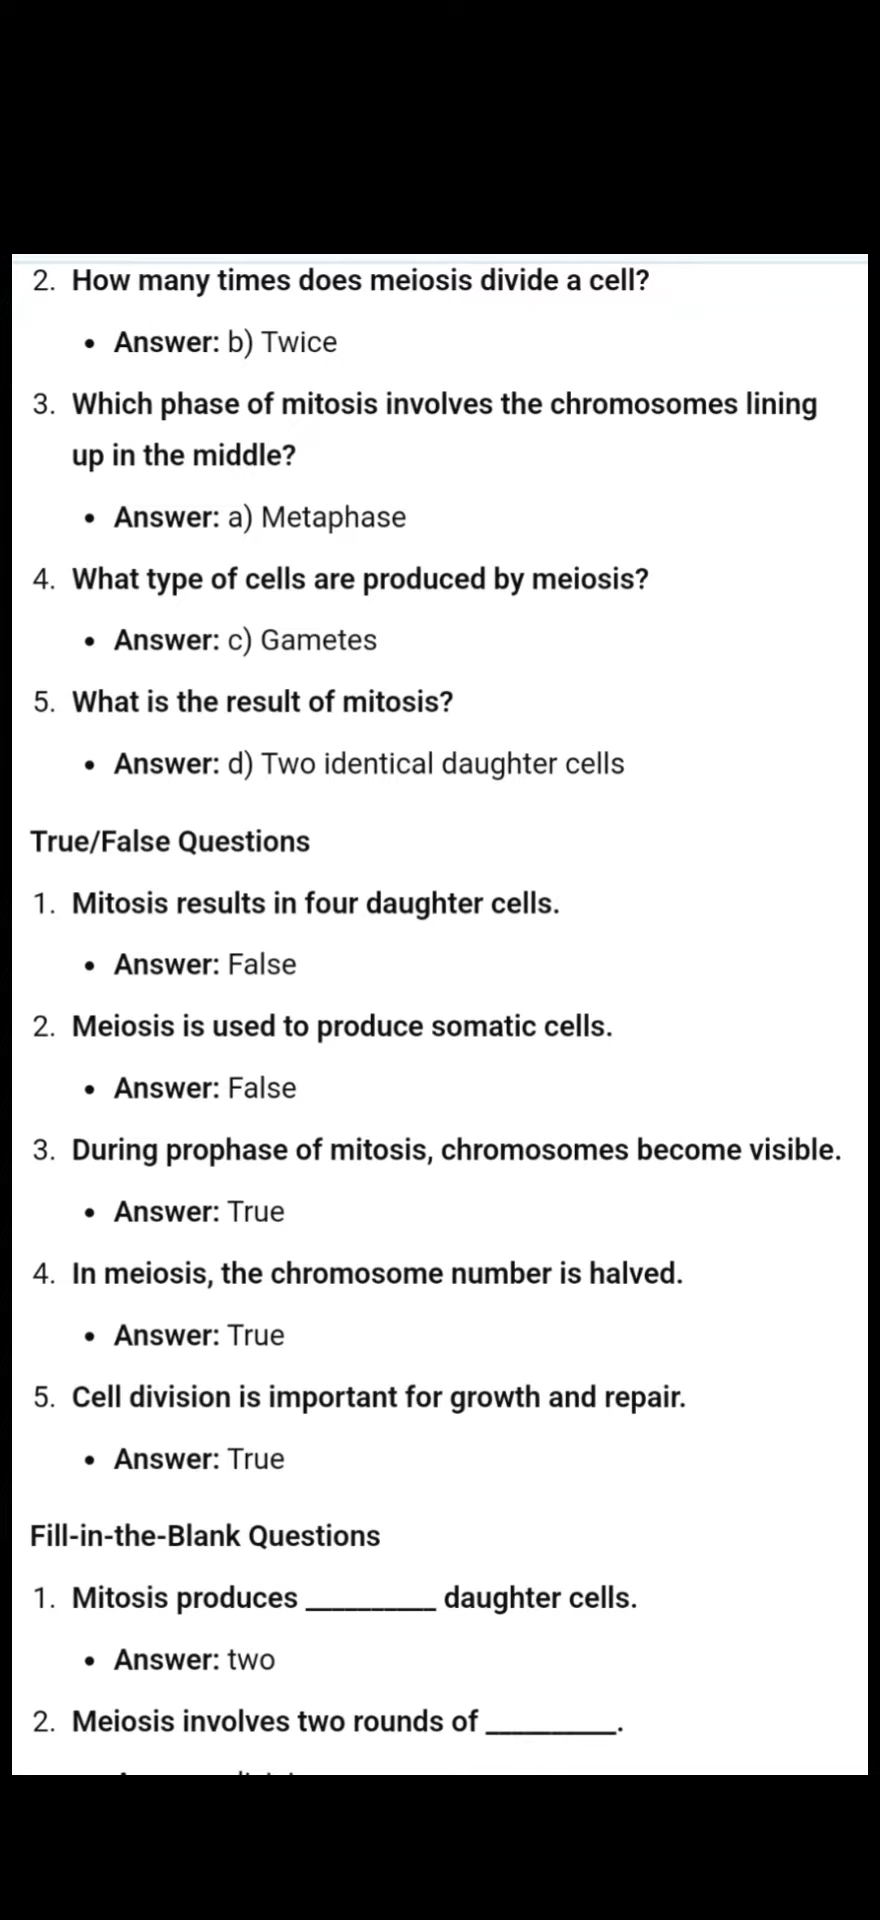 2. How many times does meiosis divide a cell?
• Answer: b) Twice
3. Which phase of mitosis involves the chromosomes lining
up in the middle?
• Answer: a) Metaphase
4. What type of cells are produced by meiosis?
• Answer: c) Gametes
5. What is the result of mitosis?
• Answer: d) Two identical daughter cells
True/False Questions
1. Mitosis results in four daughter cells.
• Answer: False
2. Meiosis is used to produce somatic cells.
• Answer: False
3. During prophase of mitosis, chromosomes become visible.
• Answer: True
4. In meiosis, the chromosome number is halved.
• Answer: True
5. Cell division is important for growth and repair.
• Answer: True
Fill-in-the-Blank Questions
1. Mitosis produces __________ daughter cells.
• Answer: two
2. Meiosis involves two rounds of __________.